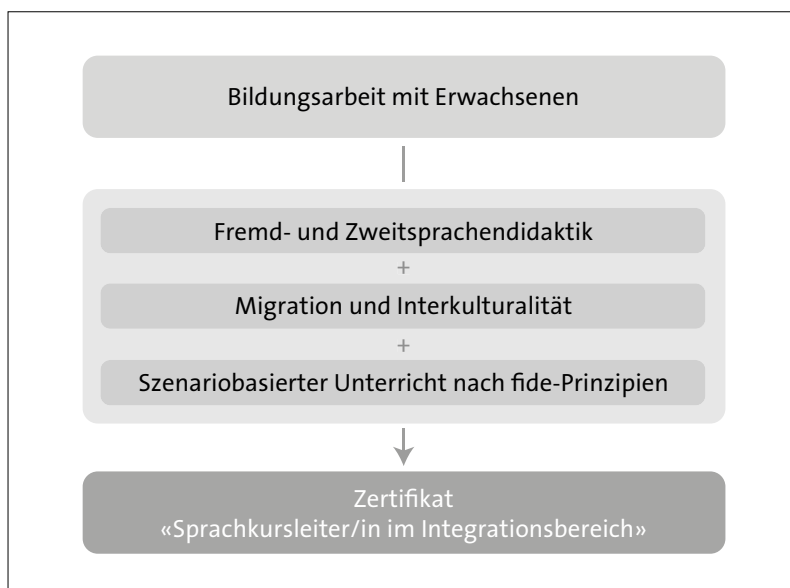 Bildungsarbeit mit Erwachsenen
Fremd- und Zweitsprachendidaktik
+
Migration und Interkulturalität
+
Szenariobasierter Unterricht nach fide-Prinzipien
Zertifikat
«Sprachkursleiter/in im Integrationsbereich»